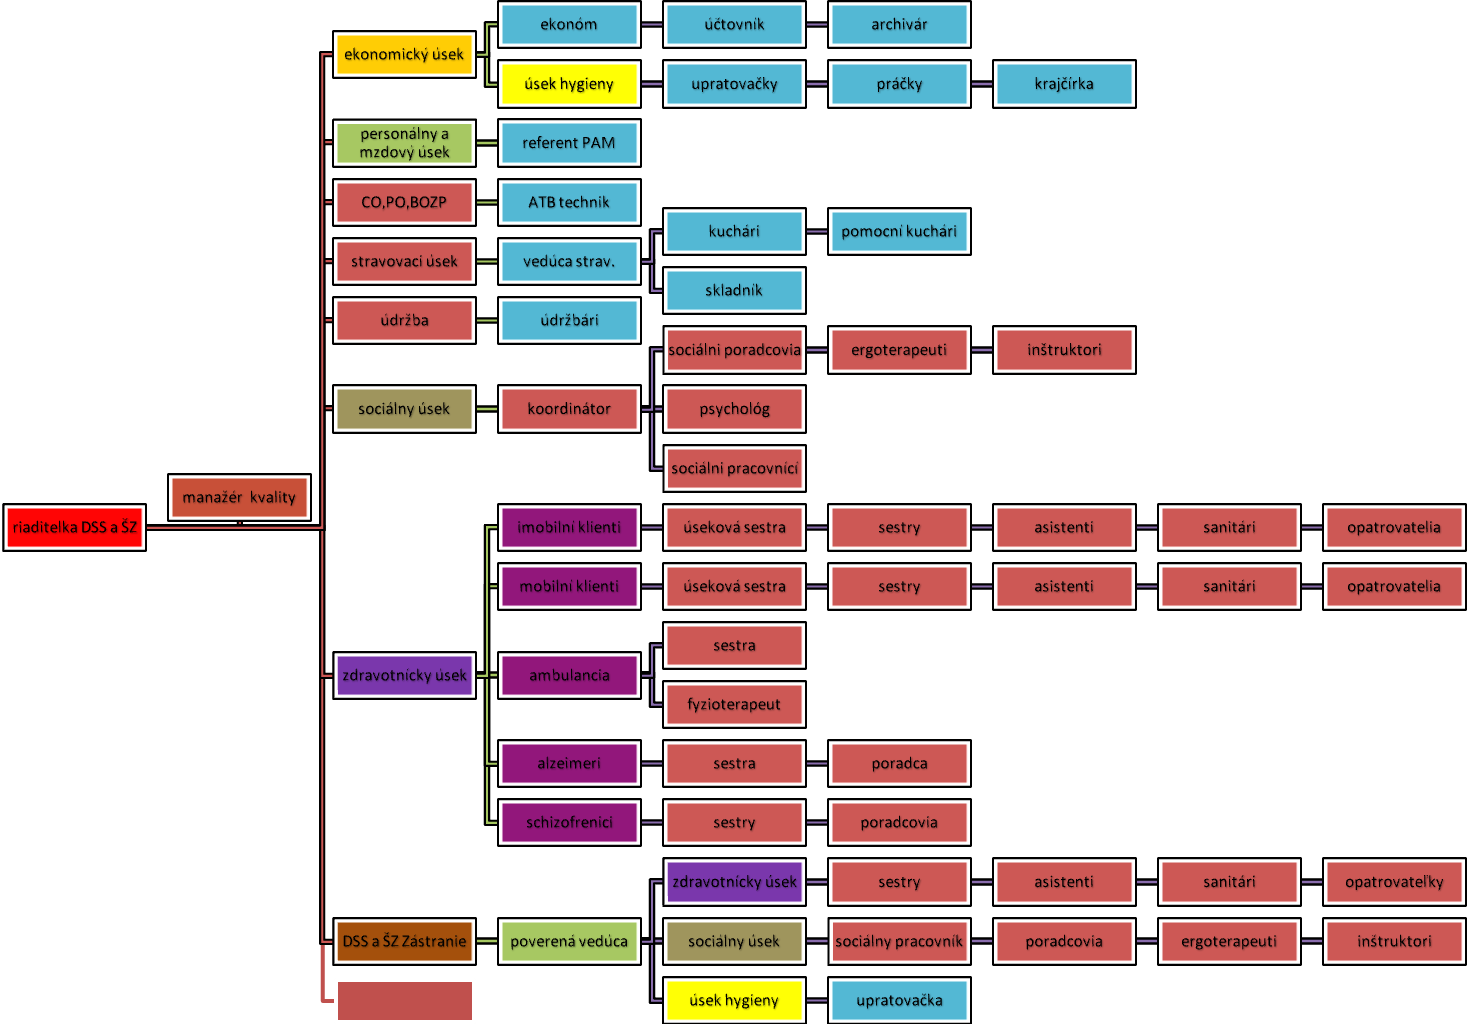 ekonóm
účtovník
archivár
ekonomický úsek
úsek hygieny
upratovačky
práčky
krajčírka
personálny a
mzdový úsek
referent PAM
CO,PO,BOZP
ATB technik
kuchári
pomocní kuchári
stravovaci úsek
vedúca strav.
skladník
údržba
údržbári
sociálni poradcovia
ergoterapeuti
inštruktori
sociálny úsek
koordinátor
psychológ
sociálni pracovnící
manažér  kvality
riaditelka DSS a ŠZ
imobilní klienti
úseková sestra
sestry
asistenti
sanitári
opatrovatelia
mobilní klienti
úseková sestra
sestry
asistenti
sanitári
opatrovatelia
sestra
zdravotnícky úsek
ambulancia
fyzioterapeut
alzeimeri
sestra
poradca
schizofrenici
sestry
poradcovia
zdravotnícky úsek
sestry
asistenti
sanitári
opatrovateľky
DSS a ŠZ Zástranie
poverená vedúca
sociálny úsek
sociálny pracovník
poradcovia
ergoterapeuti
inštruktori
úsek hygieny
upratovačka